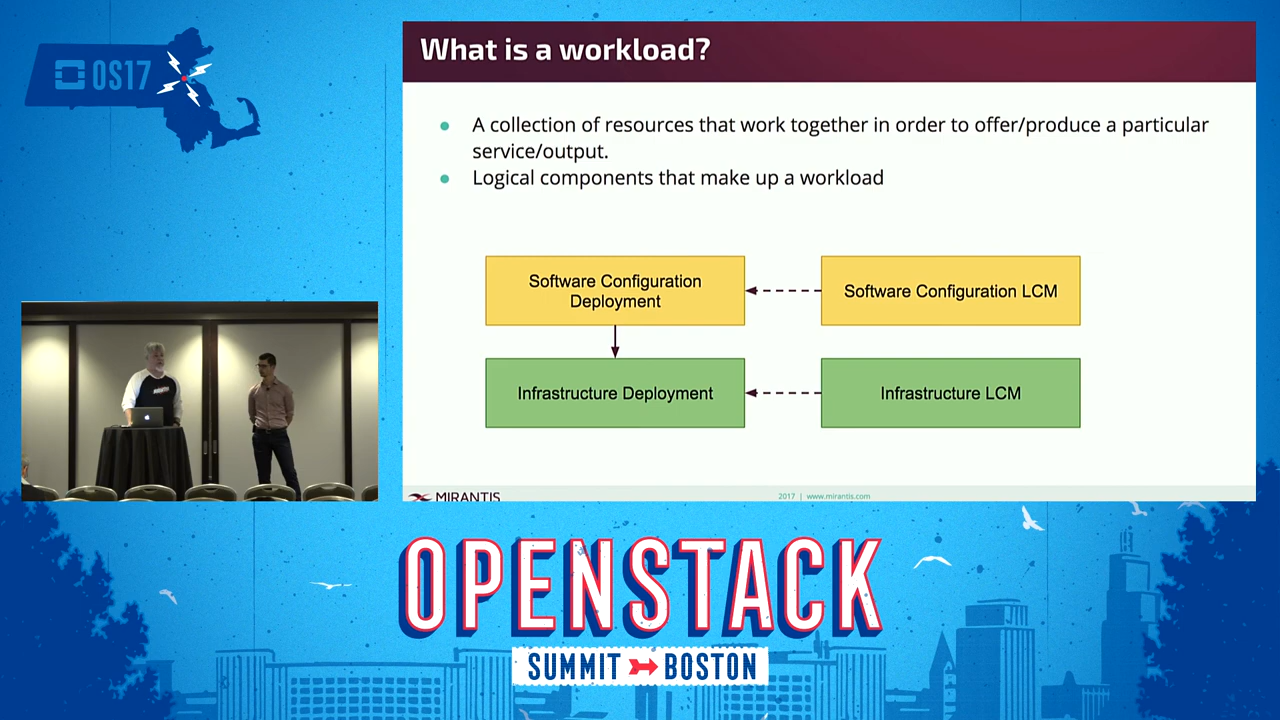 OS17
What is a workload?
A collection of resources that work together in order to offer/produce a particular
service/output.
Logical components that make up a workload
Software Configuration
Deployment
Software Configuration LCM
Infrastructure Deployment
Infrastructure LCM
MIRANTIS
2017 | www.mirantis.com
OPENSTACK
SUMMIT BOSTON